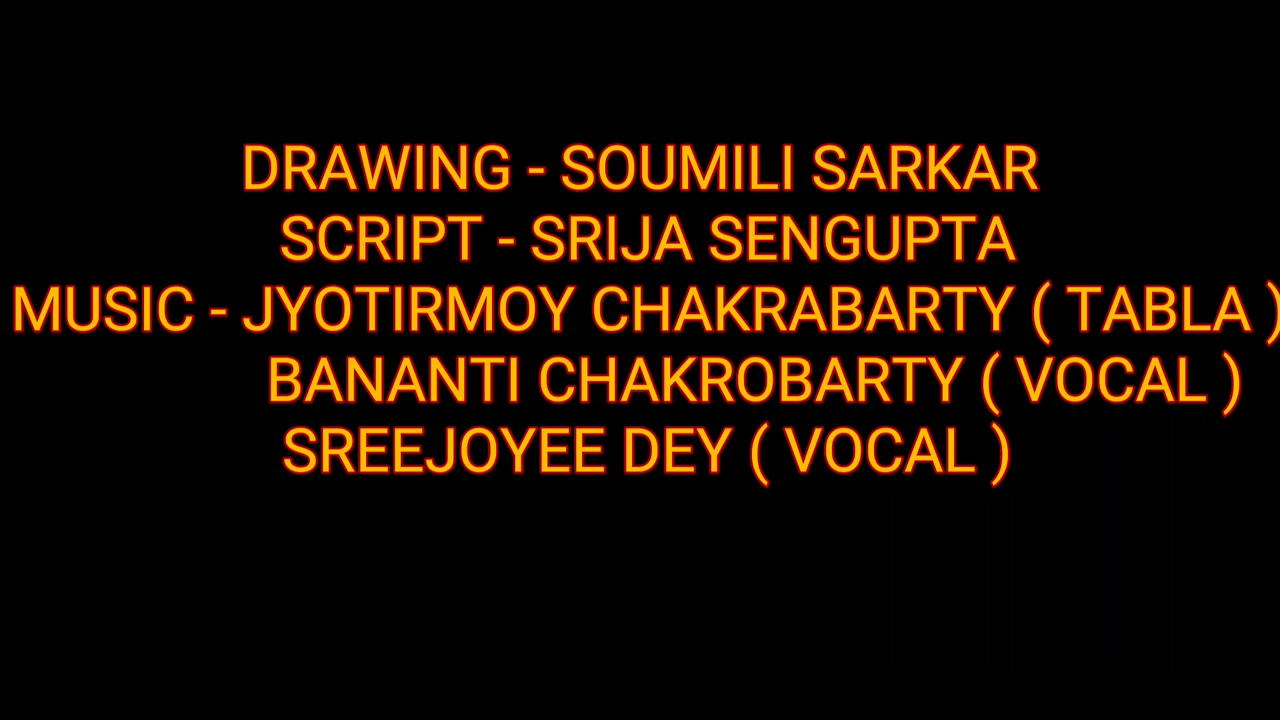 DRAWING - SOUMILI SARKAR
SCRIPT - SRIJA SENGUPTA
MUSIC - JYOTIRMOY CHAKRABARTY ( TABLA )
BANANTI CHAKROBARTY ( VOCAL )
SREEJOYEE DEY ( VOCAL )